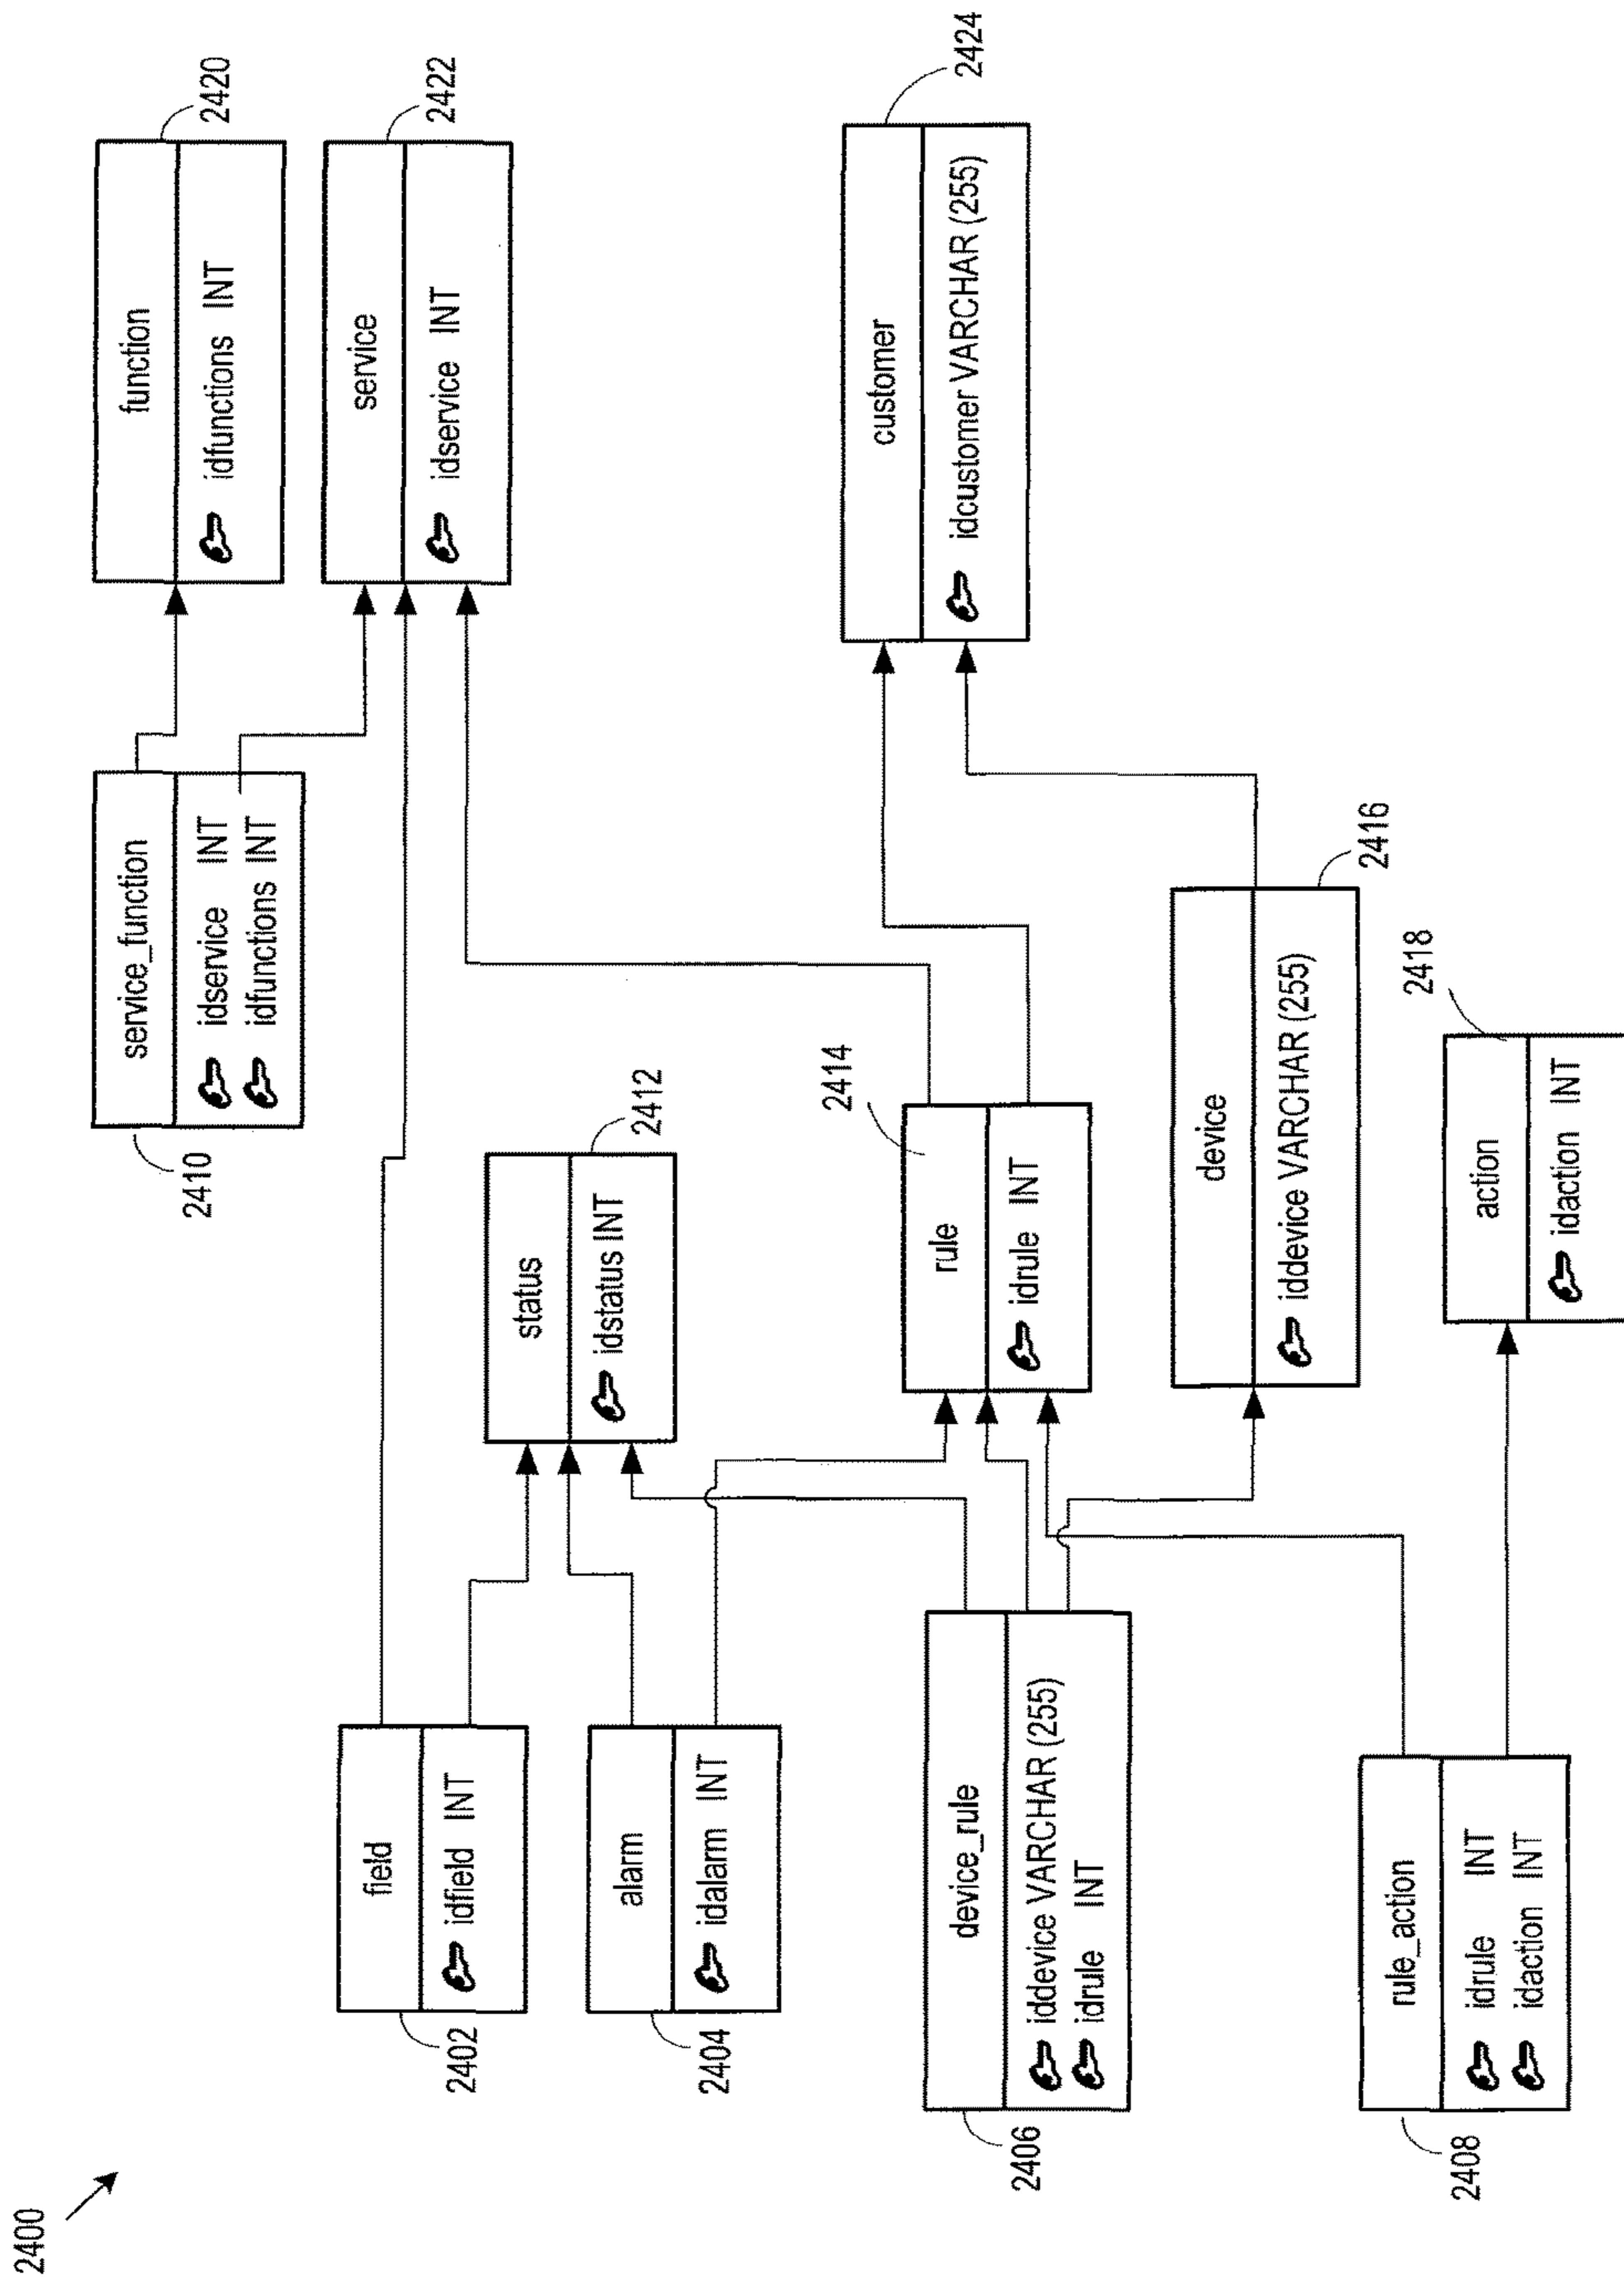 2400
field
idfield INT
2402
alarm
idalarm INT
2404
device_rule
iddevice VARCHAR (255)
idrule INT
2406
rule_action
idrule INT
idaction INT
2408
service_function
idservice INT
idfunctions INT
2410
status
idstatus INT
2412
rule
idrule INT
2414
device
iddevice VARCHAR (255)
2416
action
idaction INT
2418
function
idfunctions INT
2420
service
idservice INT
2422
customer
idcustomer VARCHAR (255)
2424